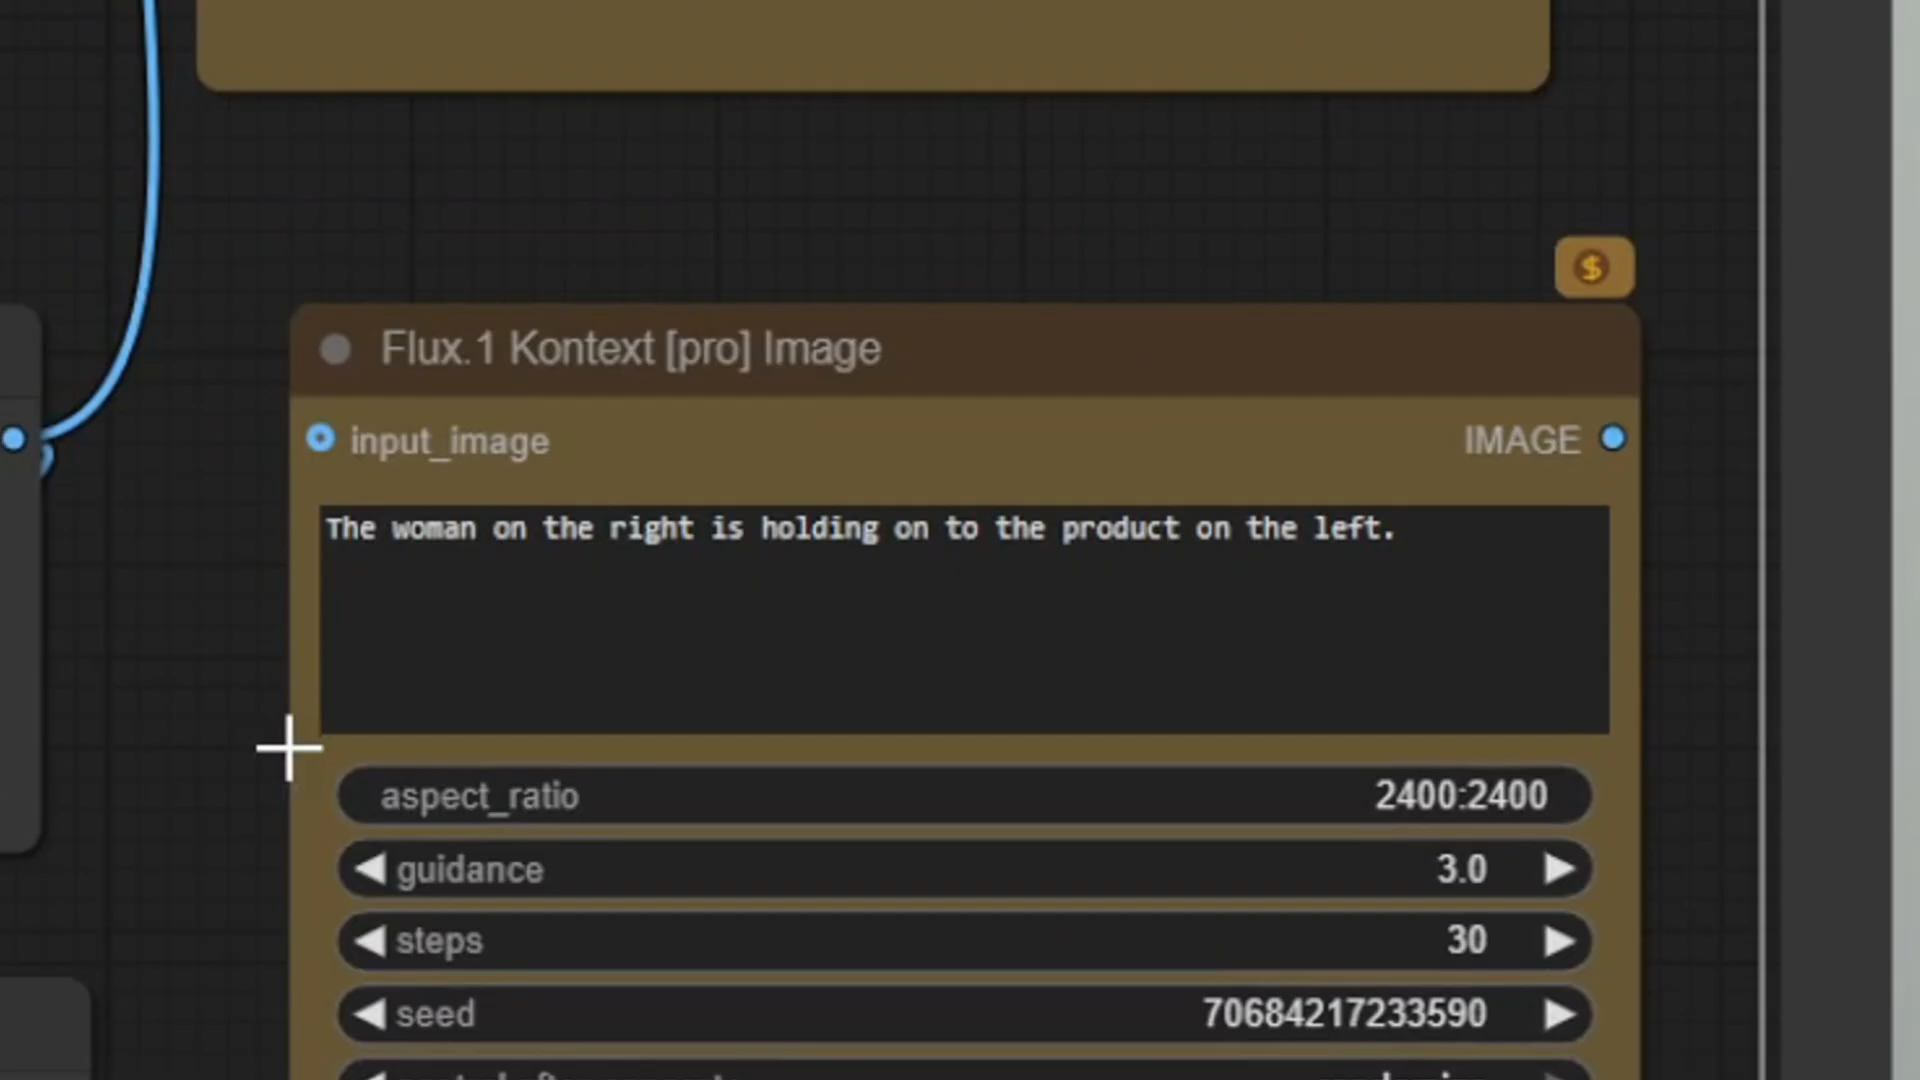 $
Flux.1 Kontext [pro] Image
input_image
IMAGE
The woman on the right is holding on to the product on the left.
aspect_ratio 2400:2400
guidance 3.0
steps 30
seed 70684217233590